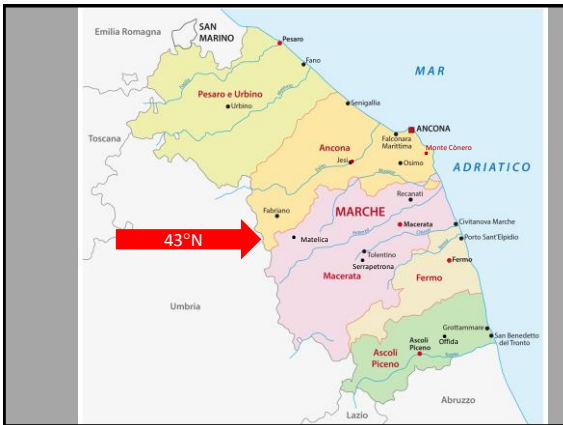 Emilia Romagna
SAN
MARINO
Pesaro
Fano
MAR
Pesaro e Urbino
Urbino
Senigallia
Toscana
ANCONA
Falconara
Marittima
Ancona
Monte Cònero
Jesi
Osimo
ADRIATICO
Recanati
Fabriano
MARCHE
Macerata
Civitanova Marche
43°N
Matelica
Porto Sant'Elpidio
Tolentino
Serrapetrona
Fermo
Macerata
Fermo
Umbria
Grottammare
San Benedetto
del Tronto
Offida
Ascoli
Piceno
Ascoli
Piceno
Abruzzo
Lazio